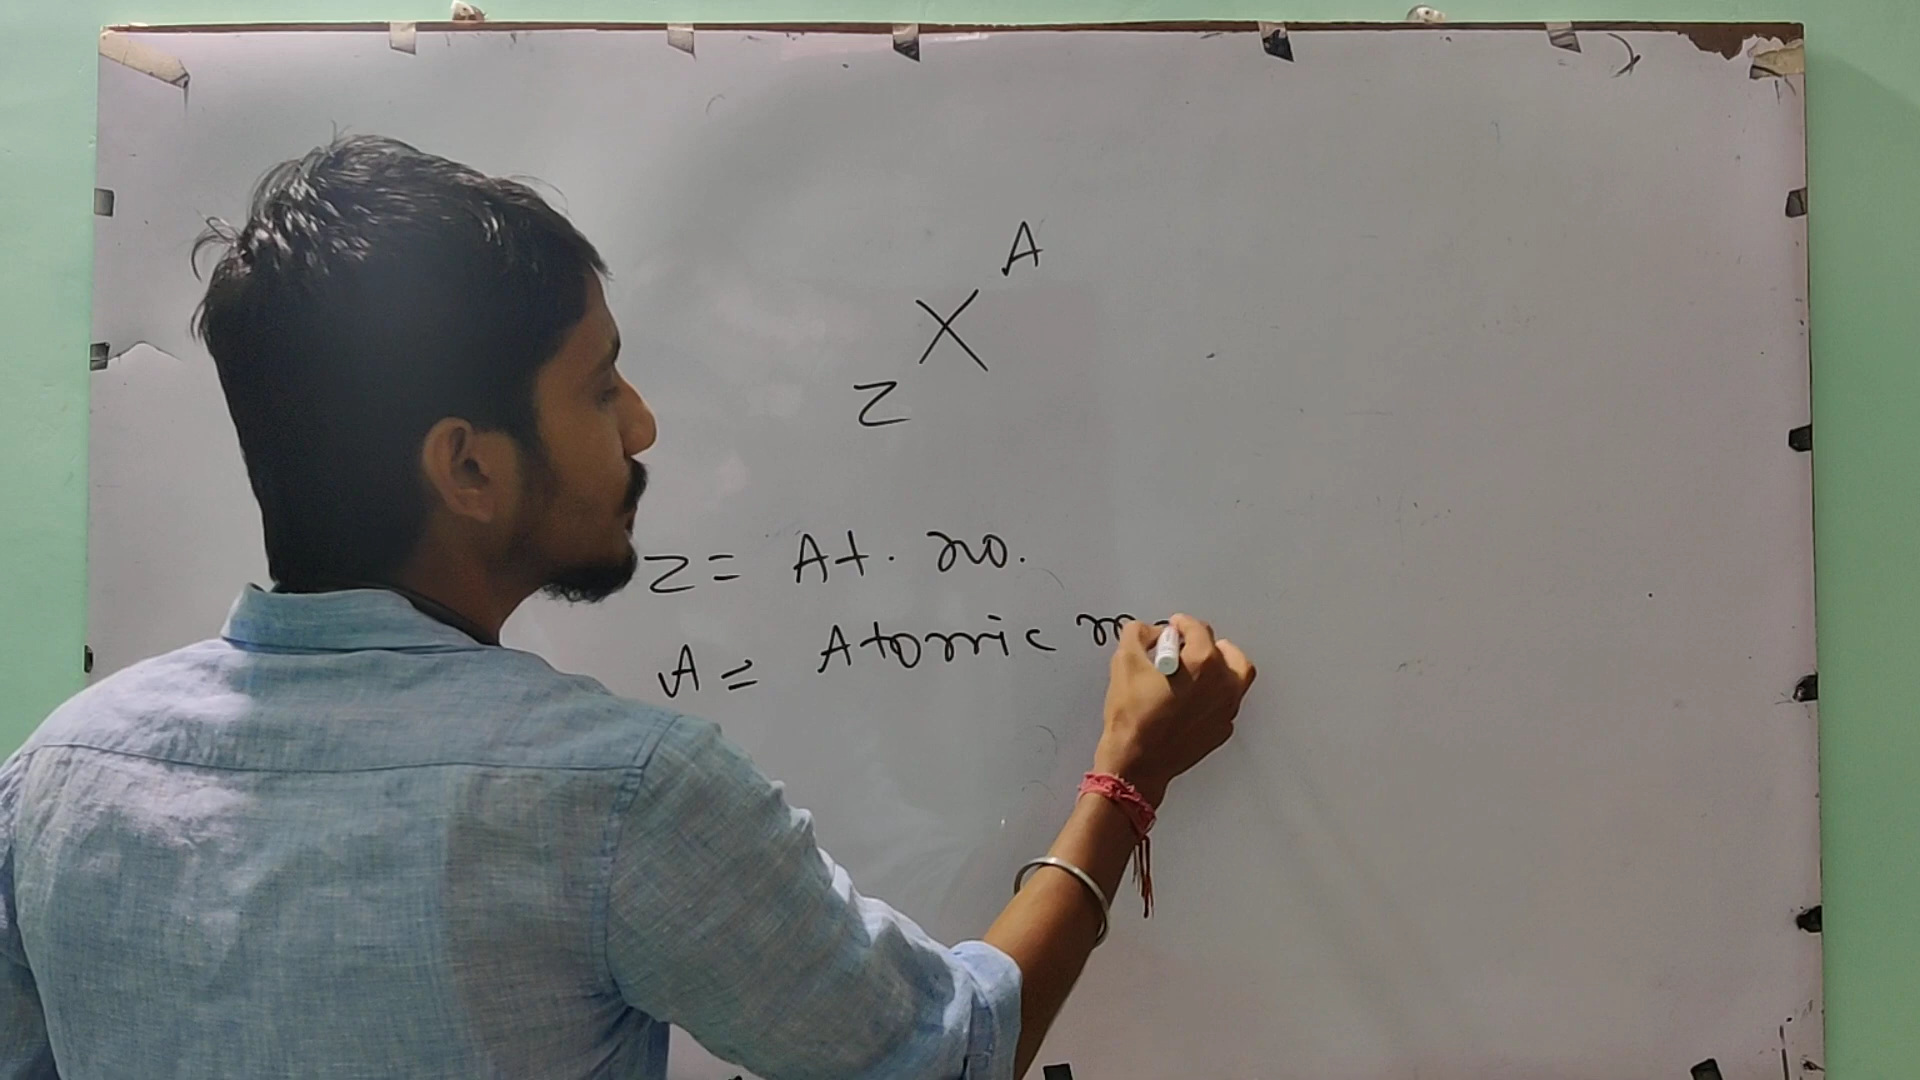 A
X
Z
Z = At. no.
A = Atomic